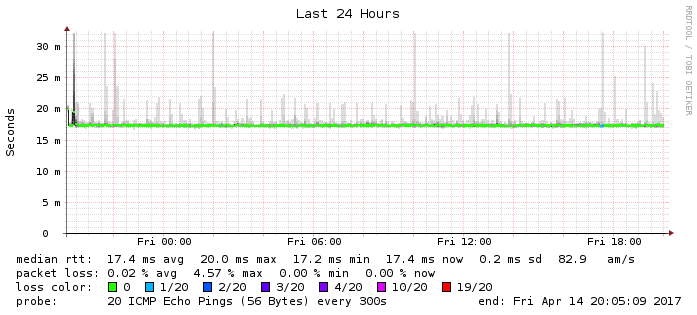 Last 24 Hours
RRDTOOL / TOBI OETIKER
Seconds
30 m
25 m
20 m
15 m
10 m
5 m
0
Fri 00:00 Fri 06:00 Fri 12:00 Fri 18:00
median rtt: 17.4 ms avg 20.0 ms max 17.2 ms min 17.4 ms now 0.2 ms sd 82.9 am/s
packet loss: 0.02 % avg 4.57 % max 0.00 % min 0.00 % now
loss color: 0 1/20 2/20 3/20 4/20 10/20 19/20
probe: 20 ICMP Echo Pings (56 Bytes) every 300s end: Fri Apr 14 20:05:09 2017